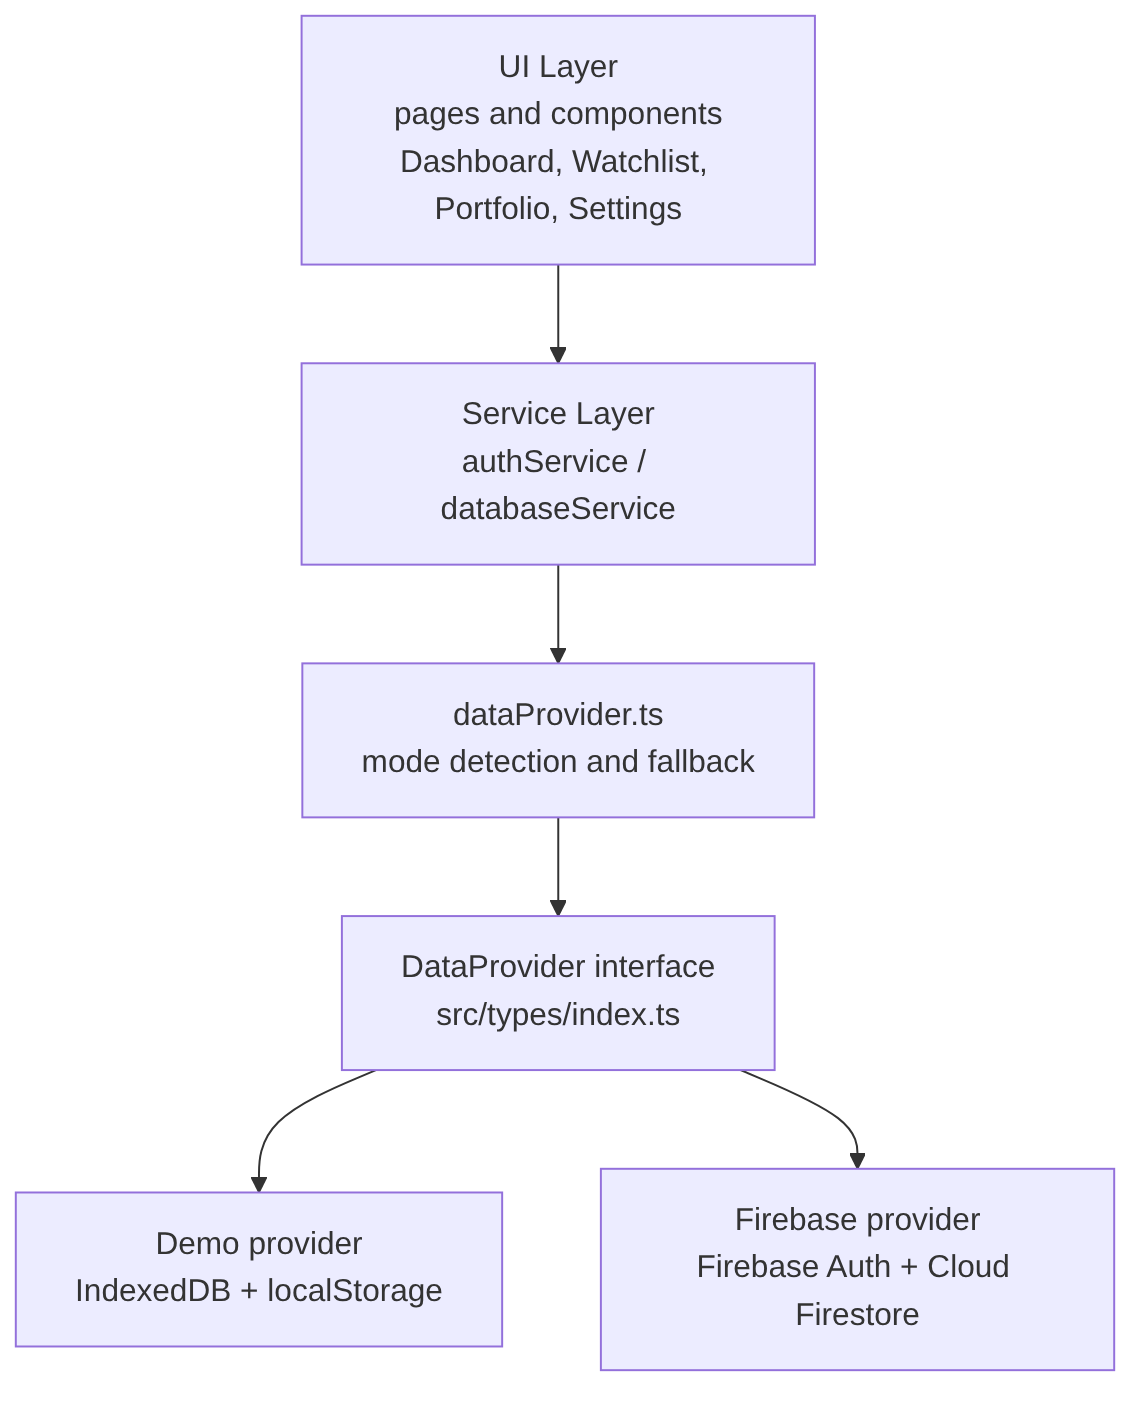 UI Layer
pages and components
Dashboard, Watchlist,
Portfolio, Settings
Service Layer
authService /
databaseService
dataProvider.ts
mode detection and fallback
DataProvider interface
src/types/index.ts
Demo provider
IndexedDB + localStorage
Firebase provider
Firebase Auth + Cloud
Firestore